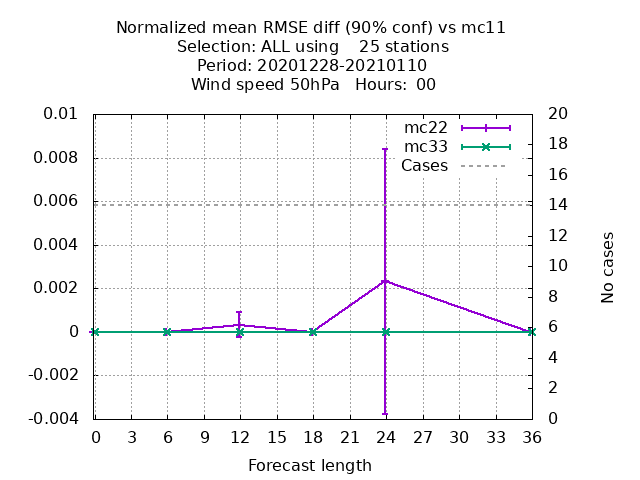 Normalized mean RMSE diff (90% conf) vs mc11
Selection: ALL using    25 stations
Period: 20201228-20210110
Wind speed 50hPa   Hours:  00
mc22
mc33
Cases
0.01
0.008
0.006
0.004
0.002
0
-0.002
-0.004
20
18
16
14
12
10
8
6
4
2
0
No cases
0 3 6 9 12 15 18 21 24 27 30 33 36
Forecast length